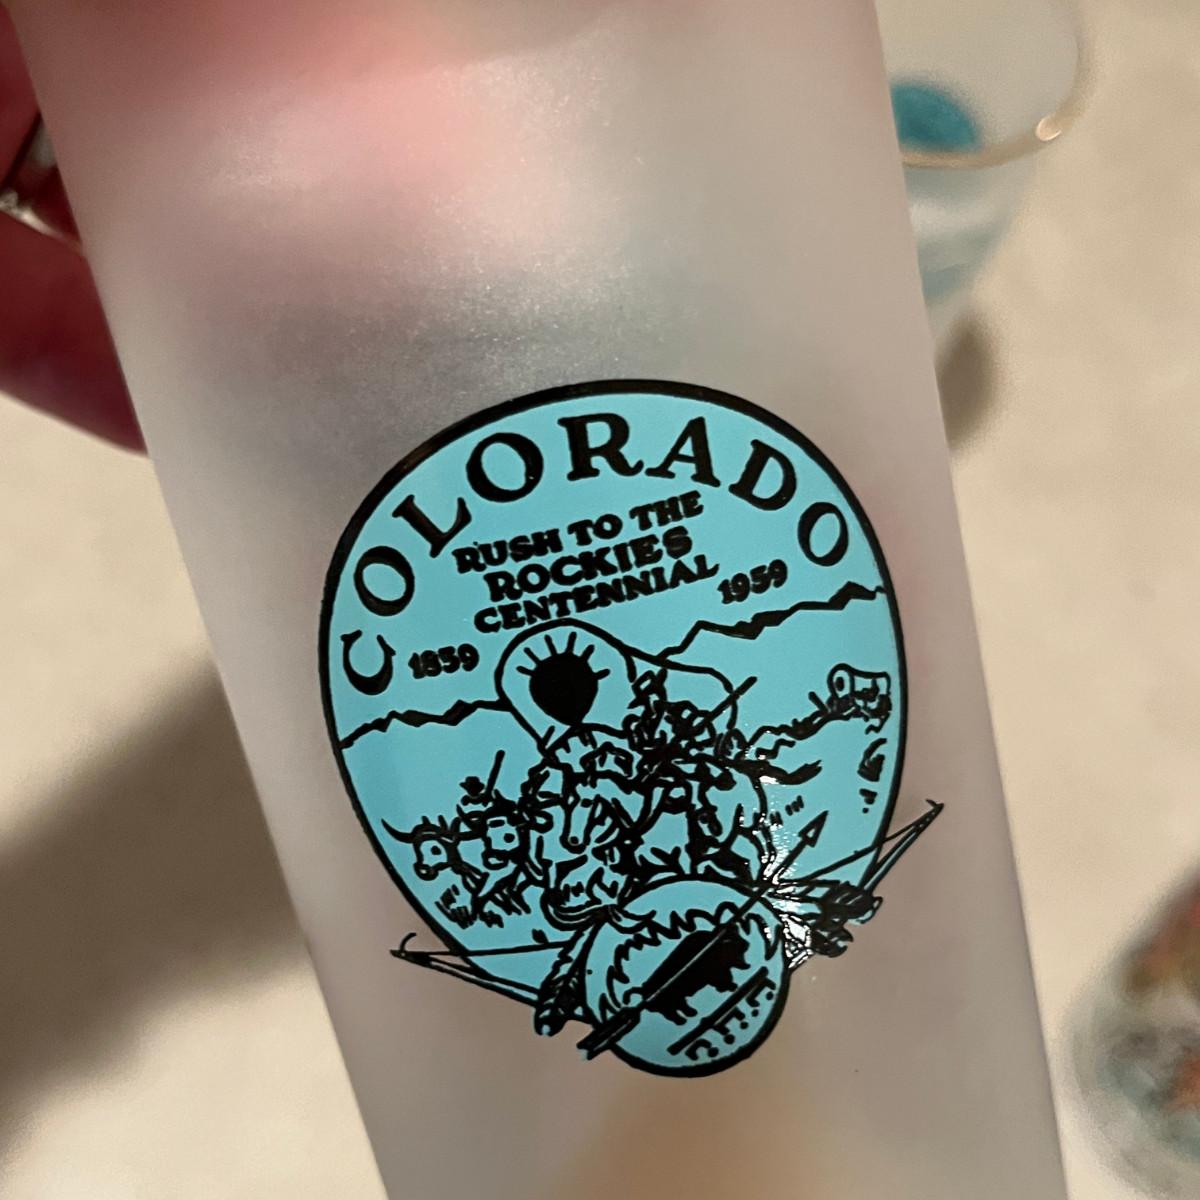 COLORADO
RUSH TO THE
ROCKIES
CENTENNIAL
1859 1959